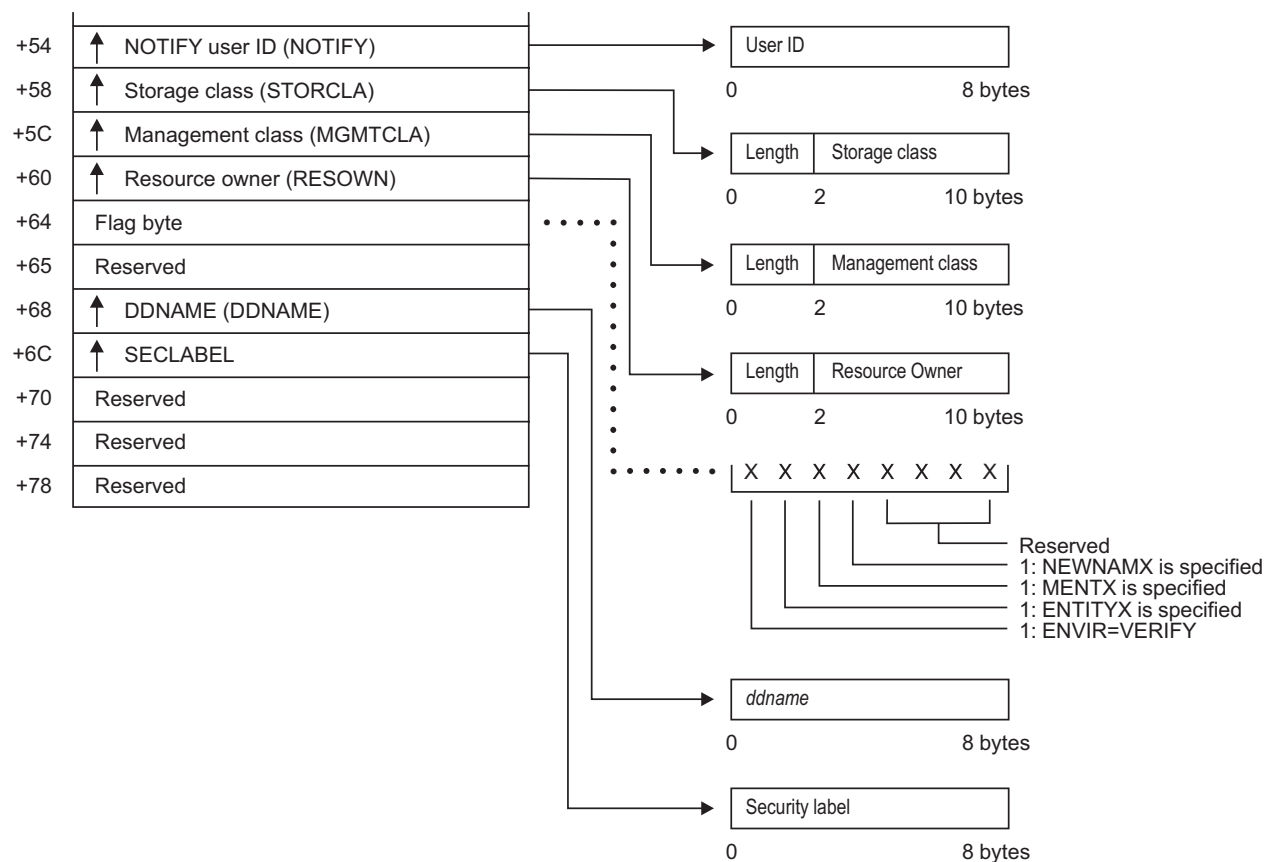 +54 NOTIFY user ID (NOTIFY)
+58 Storage class (STORCLA)
+5C Management class (MGMTCLA)
+60 Resource owner (RESOWN)
+64 Flag byte
+65 Reserved
+68 DDNAME (DDNAME)
+6C SECLABEL
+70 Reserved
+74 Reserved
+78 Reserved
User ID
0 8 bytes
Length Storage class
0 2 10 bytes
Length Management class
0 2 10 bytes
Length Resource Owner
0 2 10 bytes
X X X X X X X X
Reserved
1: NEWNAMX is specified
1: MENTX is specified
1: ENTITYX is specified
1: ENVIR=VERIFY
ddname
0 8 bytes
Security label
0 8 bytes